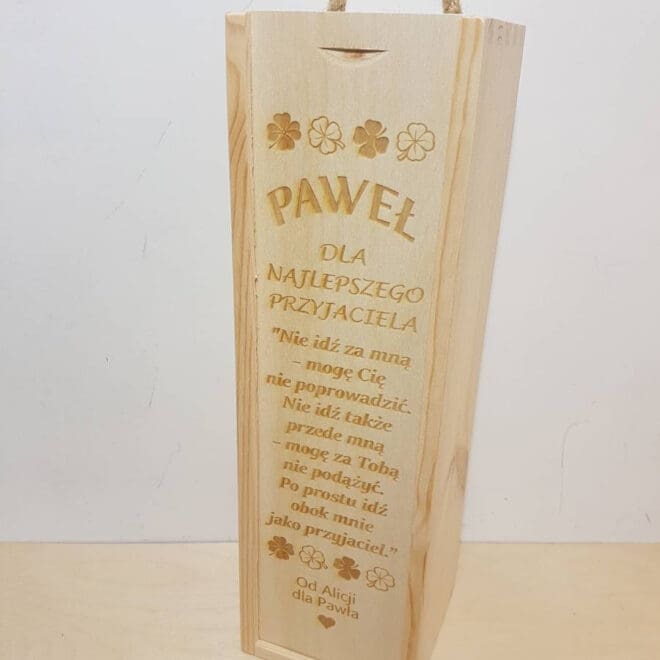 PAWEŁ
DLA
NAJLEPSZEGO
PRZYJACIELA
"Nie idź za mną
– mogę Cię
nie poprowadzić.
Nie idź także
przede mną
– mogę za Tobą
nie podążyć.
Po prostu idź
obok mnie
jako przyjaciel.”
Od Alicji
dla Pawła